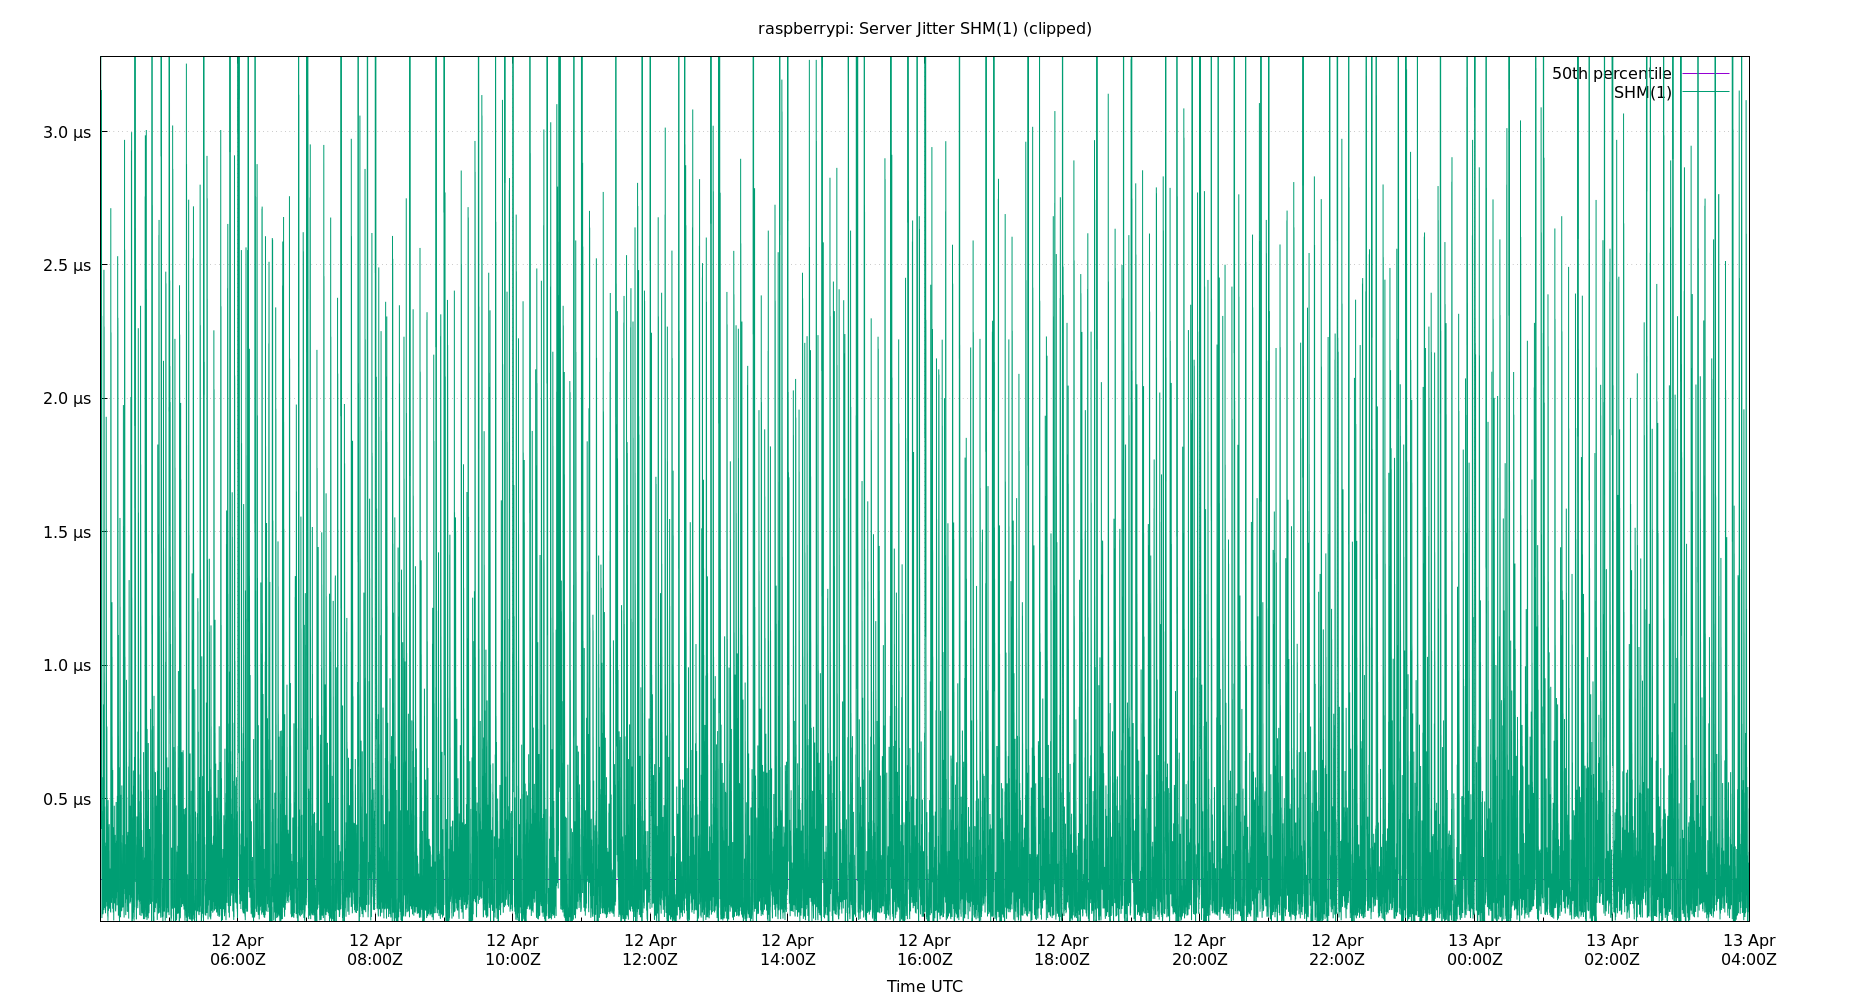 raspberrypi: Server Jitter SHM(1) (clipped)
50th percentile
SHM(1)
3.0 μs
2.5 μs
2.0 μs
1.5 μs
1.0 μs
0.5 μs
12 Apr 12 Apr 12 Apr 12 Apr 12 Apr 12 Apr 12 Apr 12 Apr 12 Apr 13 Apr 13 Apr 13 Apr
06:00Z 08:00Z 10:00Z 12:00Z 14:00Z 16:00Z 18:00Z 20:00Z 22:00Z 00:00Z 02:00Z 04:00Z
Time UTC